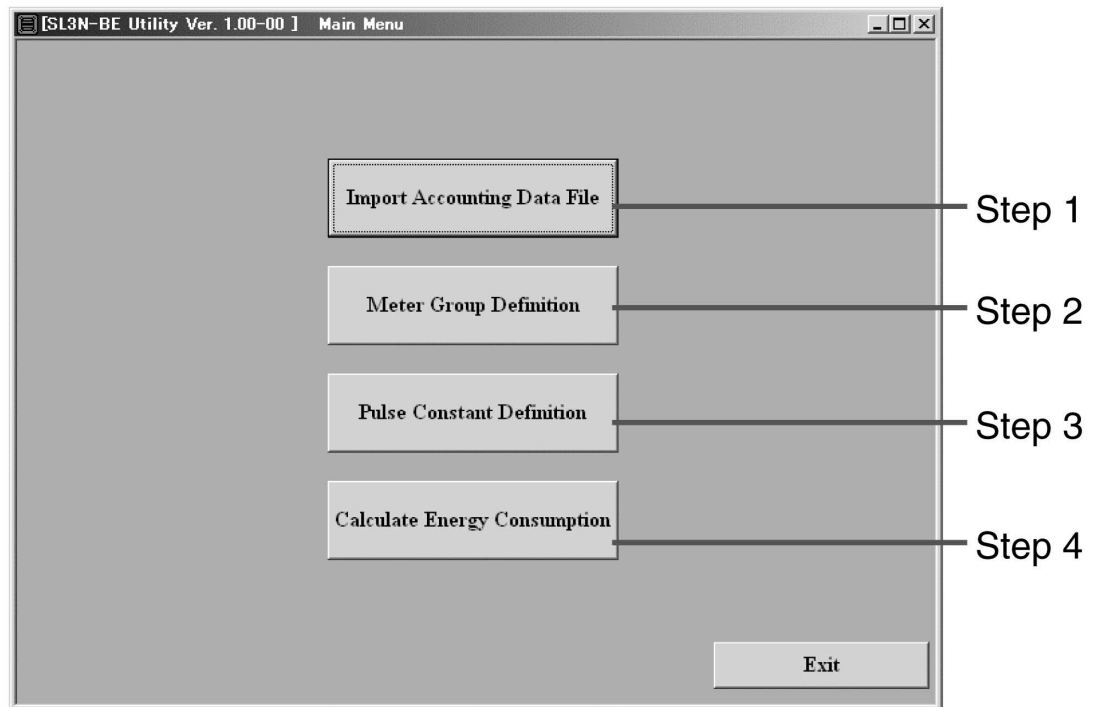 [SL3N-BE Utility Ver. 1.00-00 ] Main Menu
Import Accounting Data File
Step 1
Meter Group Definition
Step 2
Pulse Constant Definition
Step 3
Calculate Energy Consumption
Step 4
Exit